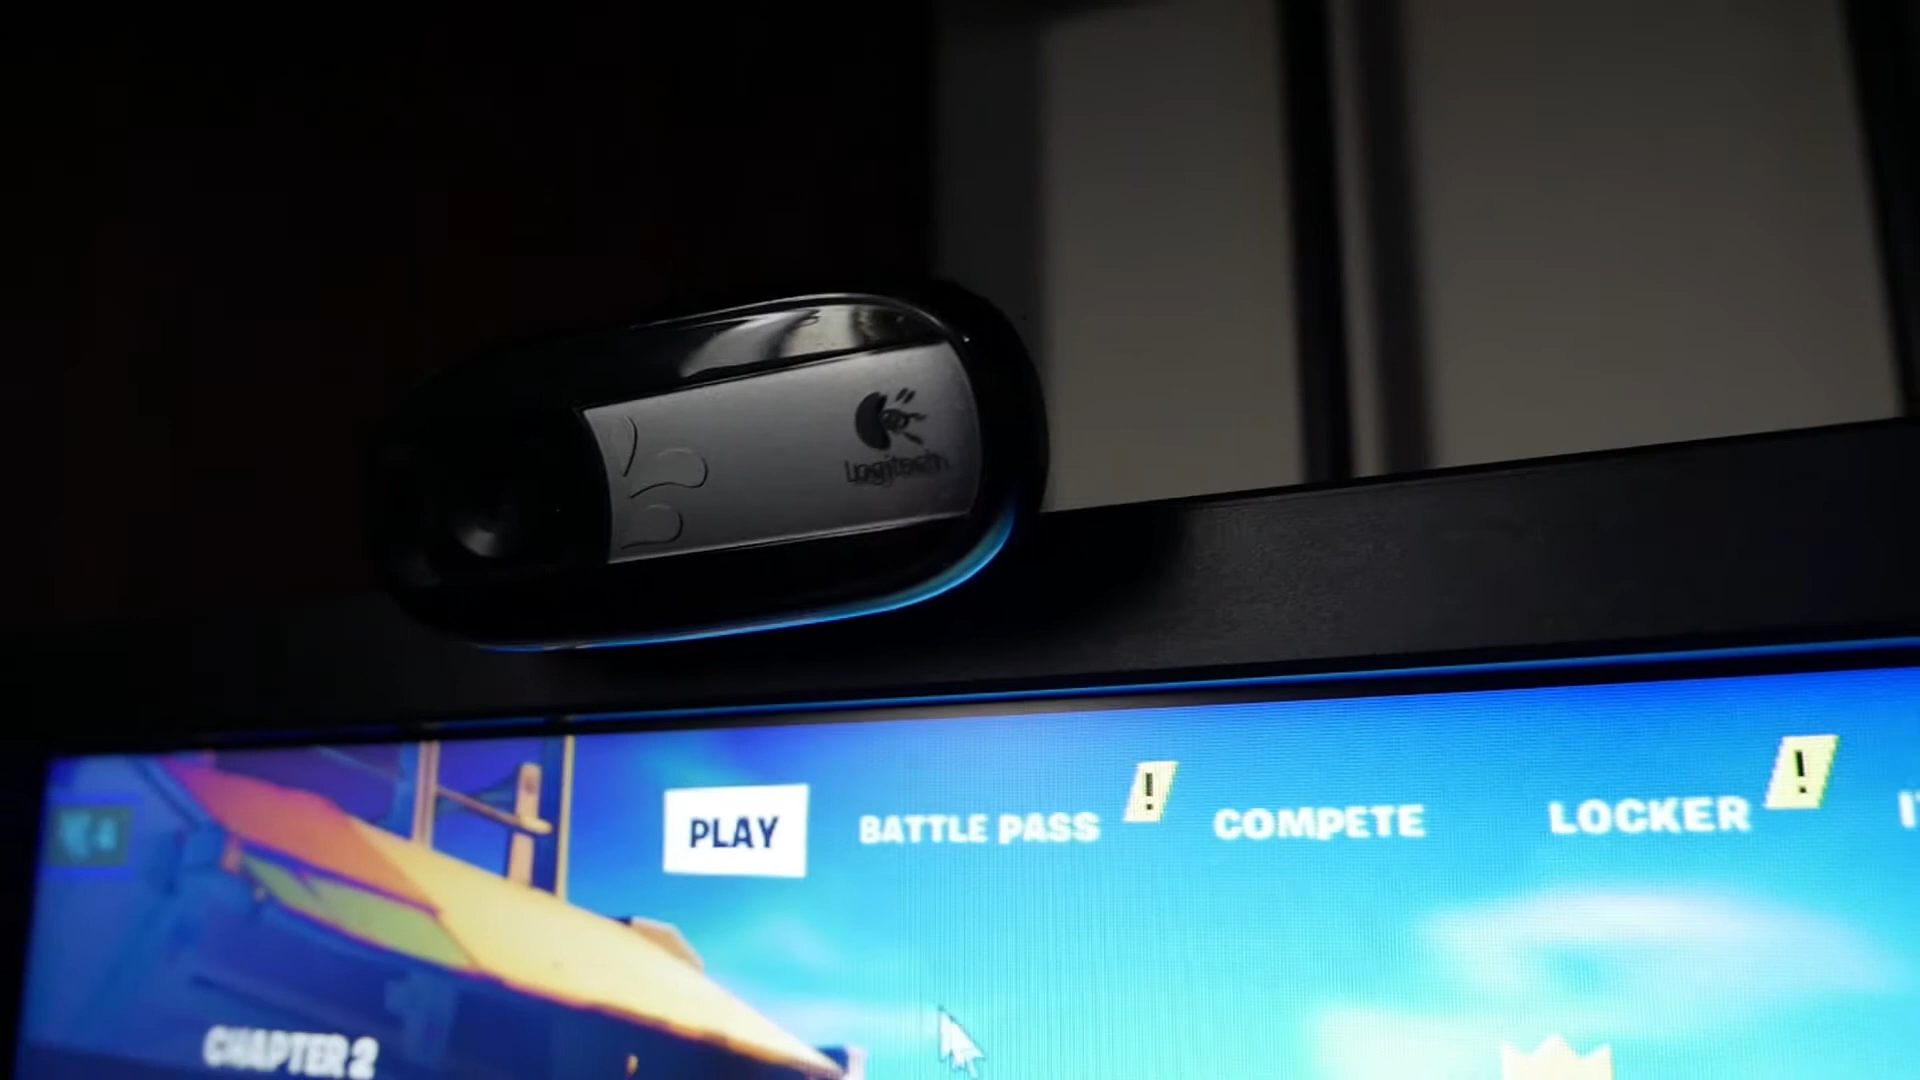 Logitech
PLAY
BATTLE PASS !
COMPETE
LOCKER !
CHAPTER 2